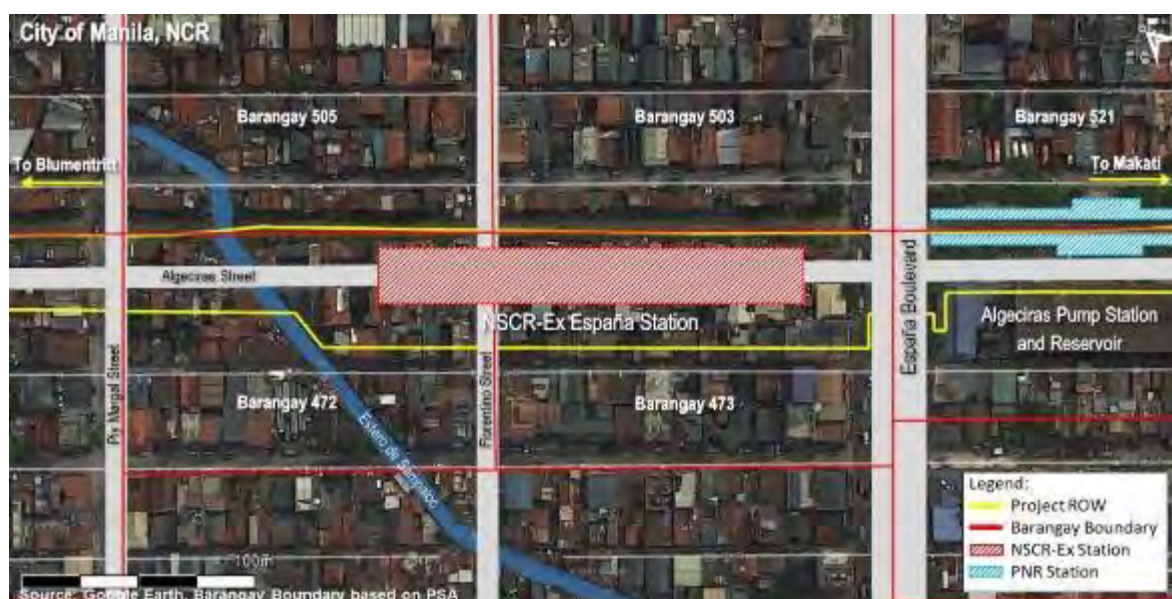 City of Manila, NCR
Barangay 505
Barangay 503
Barangay 521
To Blumentritt
To Makati
Algeciras Street
NSCR-Ex España Station
España Boulevard
Algeciras Pump Station
and Reservoir
Pix Margal Street
Florentino Street
Barangay 472
Barangay 473
Estero de Sampaloc
Legend:
Project ROW
Barangay Boundary
NSCR-Ex Station
PNR Station
100m
Source: Google Earth, Barangay Boundary based on PSA